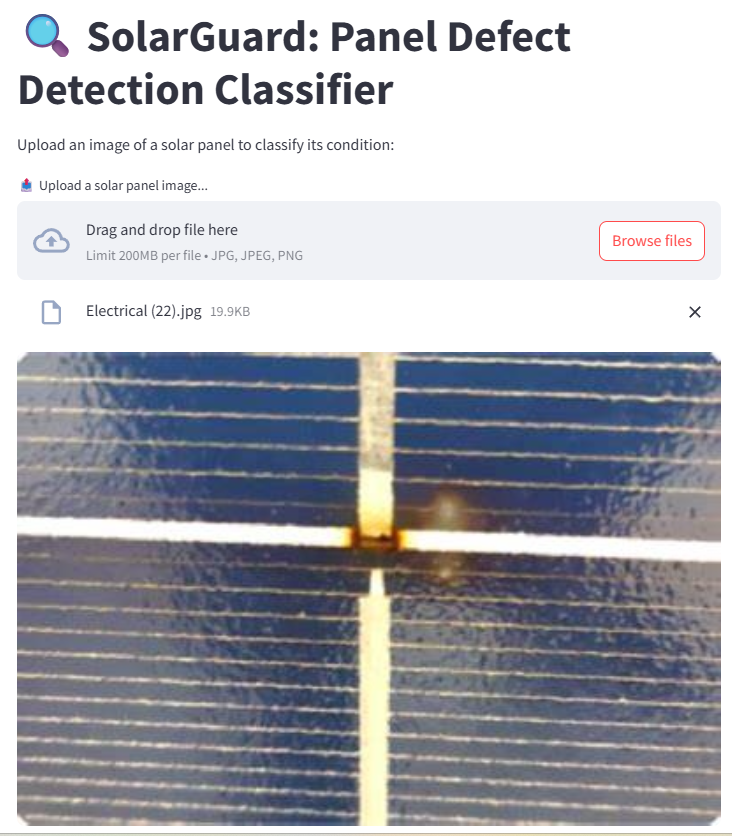 SolarGuard: Panel Defect
Detection Classifier
Upload an image of a solar panel to classify its condition:
Upload a solar panel image...
Drag and drop file here
Limit 200MB per file • JPG, JPEG, PNG
Browse files
Electrical (22).jpg 19.9KB